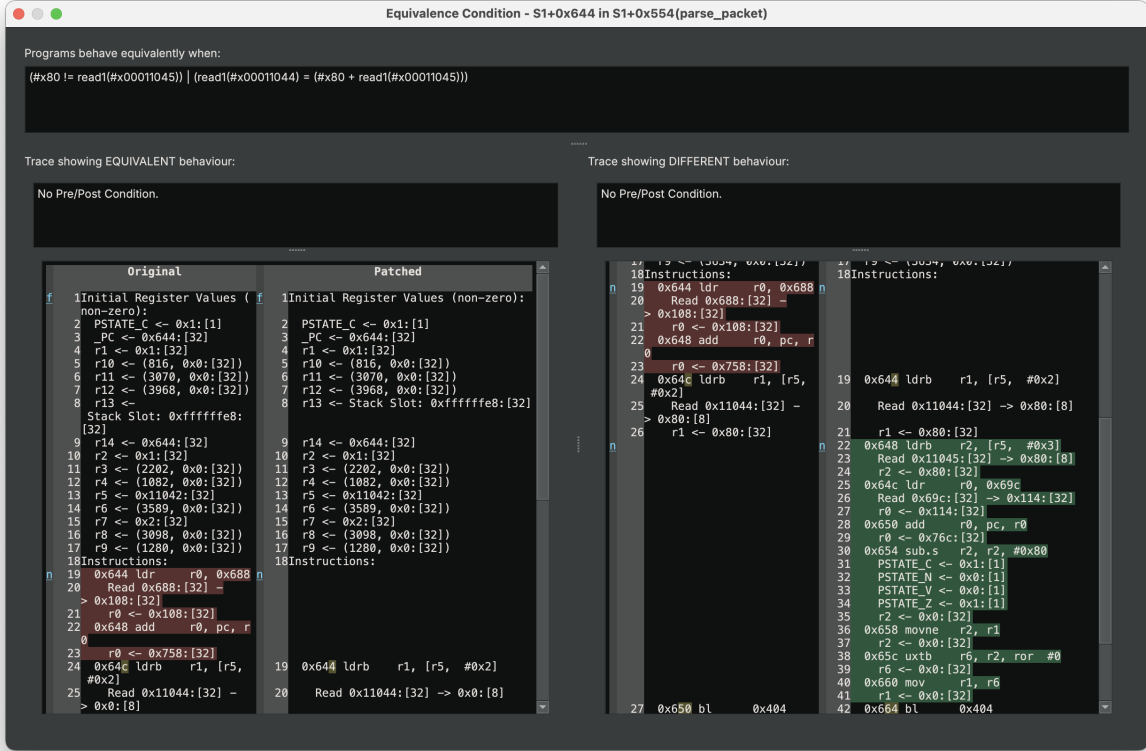 Equivalence Condition - S1+0x644 in S1+0x554(parse_packet)
Programs behave equivalently when:
(#x80 != read1(#x00011045)) | (read1(#x00011044) = (#x80 + read1(#x00011045)))
Trace showing EQUIVALENT behaviour:
No Pre/Post Condition.
Original
f 1Initial Register Values (
non-zero):
2 PSTATE_C <- 0x1:[1]
3 _PC <- 0x644:[32]
4 r1 <- 0x1:[32]
5 r10 <- (816, 0x0:[32])
6 r11 <- (3070, 0x0:[32])
7 r12 <- (3968, 0x0:[32])
8 r13 <-
Stack Slot: 0xffffffe8:
[32]
9 r14 <- 0x644:[32]
10 r2 <- 0x1:[32]
11 r3 <- (2202, 0x0:[32])
12 r4 <- (1082, 0x0:[32])
13 r5 <- 0x11042:[32]
14 r6 <- (3589, 0x0:[32])
15 r7 <- 0x2:[32]
16 r8 <- (3098, 0x0:[32])
17 r9 <- (1280, 0x0:[32])
18Instructions:
n 19 0x644 ldr r0, 0x688
20 Read 0x688:[32] -
> 0x108:[32]
21 r0 <- 0x108:[32]
22 0x648 add r0, pc, r
0
23 r0 <- 0x758:[32]
24 0x64c ldrb r1, [r5,
#0x2]
25 Read 0x11044:[32] -
> 0x0:[8]
Patched
f 1Initial Register Values (non-zero):
2 PSTATE_C <- 0x1:[1]
3 _PC <- 0x644:[32]
4 r1 <- 0x1:[32]
5 r10 <- (816, 0x0:[32])
6 r11 <- (3070, 0x0:[32])
7 r12 <- (3968, 0x0:[32])
8 r13 <- Stack Slot: 0xffffffe8:[32]
9 r14 <- 0x644:[32]
10 r2 <- 0x1:[32]
11 r3 <- (2202, 0x0:[32])
12 r4 <- (1082, 0x0:[32])
13 r5 <- 0x11042:[32]
14 r6 <- (3589, 0x0:[32])
15 r7 <- 0x2:[32]
16 r8 <- (3098, 0x0:[32])
17 r9 <- (1280, 0x0:[32])
18Instructions:
n
19 0x644 ldrb r1, [r5, #0x2]
20 Read 0x11044:[32] -> 0x0:[8]
Trace showing DIFFERENT behaviour:
No Pre/Post Condition.
17 r9 <- (3634, 0x0:[32])
18Instructions:
n 19 0x644 ldr r0, 0x688
20 Read 0x688:[32] -
> 0x108:[32]
21 r0 <- 0x108:[32]
22 0x648 add r0, pc, r
0
23 r0 <- 0x758:[32]
24 0x64c ldrb r1, [r5,
#0x2]
25 Read 0x11044:[32] -
> 0x80:[8]
26 r1 <- 0x80:[32]
n
27 0x650 bl 0x404
17 r9 <- (3634, 0x0:[32])
18Instructions:
n
19 0x644 ldrb r1, [r5, #0x2]
20 Read 0x11044:[32] -> 0x80:[8]
21 r1 <- 0x80:[32]
n 22 0x648 ldrb r2, [r5, #0x3]
23 Read 0x11045:[32] -> 0x80:[8]
24 r2 <- 0x80:[32]
25 0x64c ldr r0, 0x69c
26 Read 0x69c:[32] -> 0x114:[32]
27 r0 <- 0x114:[32]
28 0x650 add r0, pc, r0
29 r0 <- 0x76c:[32]
30 0x654 sub.s r2, r2, #0x80
31 PSTATE_C <- 0x1:[1]
32 PSTATE_N <- 0x0:[1]
33 PSTATE_V <- 0x0:[1]
34 PSTATE_Z <- 0x1:[1]
35 r2 <- 0x0:[32]
36 0x658 movne r2, r1
37 r2 <- 0x0:[32]
38 0x65c uxtb r6, r2, ror #0
39 r6 <- 0x0:[32]
40 0x660 mov r1, r6
41 r1 <- 0x0:[32]
42 0x664 bl 0x404